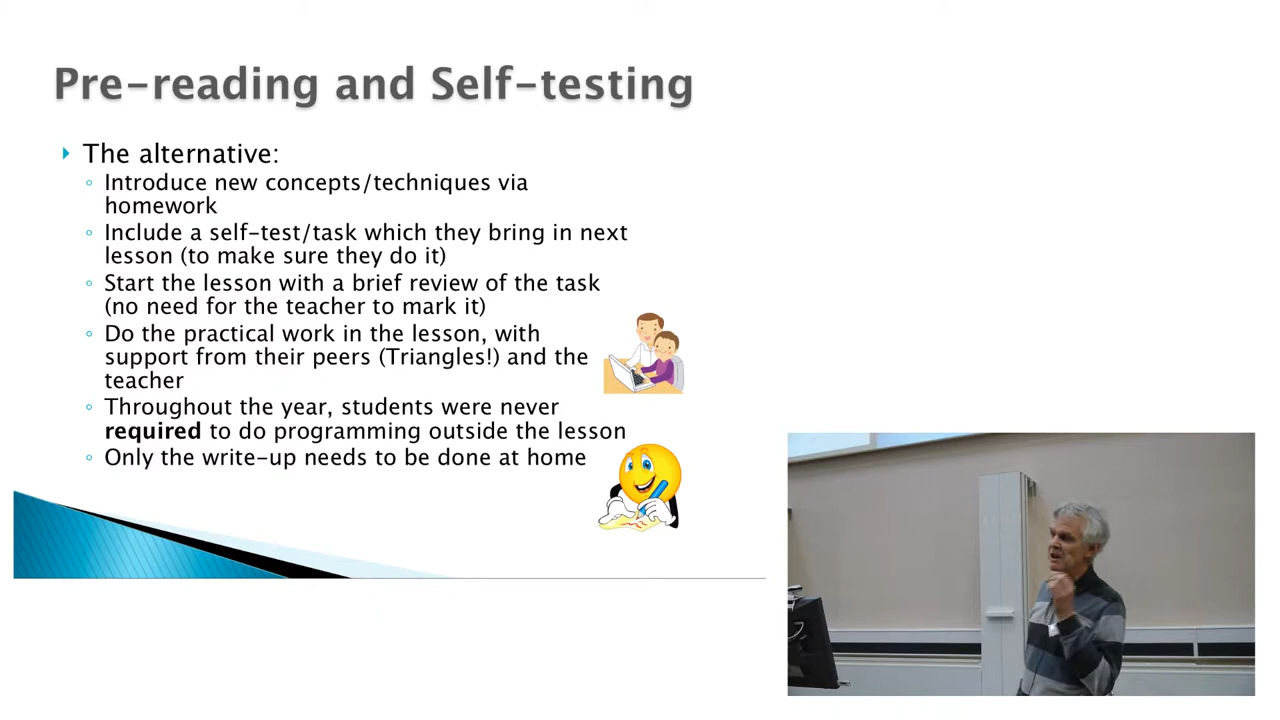 Pre-reading and Self-testing
The alternative:
Introduce new concepts/techniques via
homework
Include a self-test/task which they bring in next
lesson (to make sure they do it)
Start the lesson with a brief review of the task
(no need for the teacher to mark it)
Do the practical work in the lesson, with
support from their peers (Triangles!) and the
teacher
Throughout the year, students were never
required to do programming outside the lesson
Only the write-up needs to be done at home